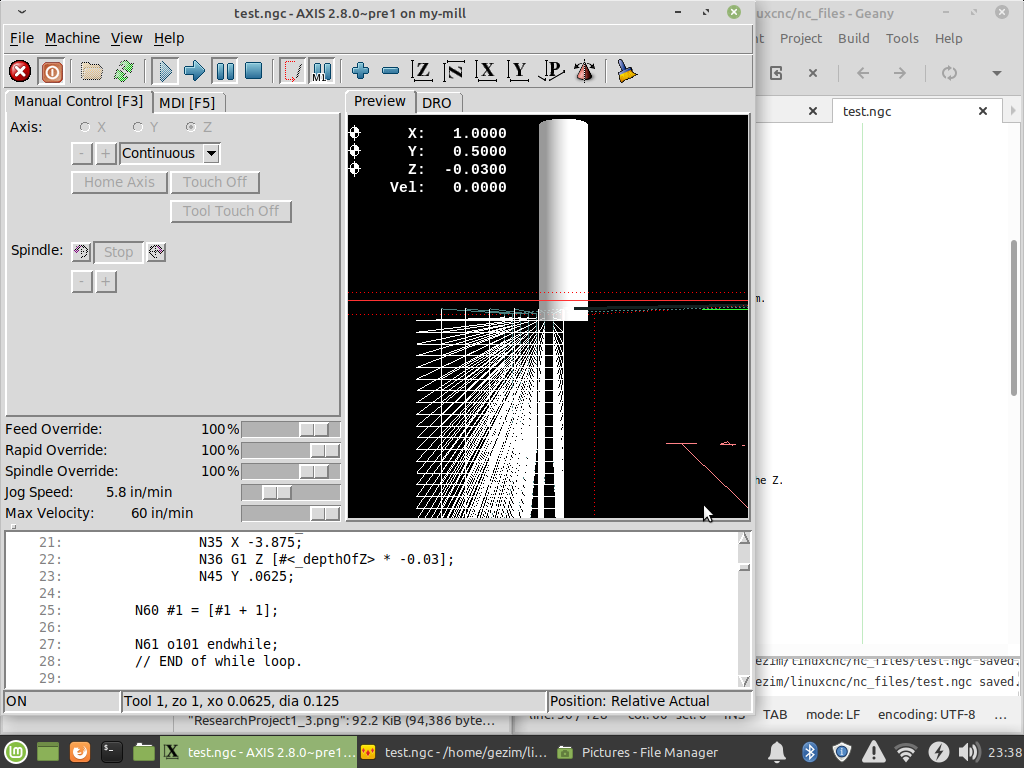 test.ngc - AXIS 2.8.0~pre1 on my-mill
uxcnc/nc_files - Geany
File Machine View Help
Project Build Tools Help
Manual Control [F3] MDI [F5]
Preview DRO
test.ngc
Axis: X Y Z
- + Continuous
Home Axis Touch Off
Tool Touch Off
Spindle: Stop
- +
X: 1.0000
Y: 0.5000
Z: -0.0300
Vel: 0.0000
m.
ne Z.
Feed Override: 100%
Rapid Override: 100%
Spindle Override: 100%
Jog Speed: 5.8 in/min
Max Velocity: 60 in/min
21: N35 X -3.875;
22: N36 G1 Z [#<_depthOfZ> * -0.03];
23: N45 Y .0625;
24:
25: N60 #1 = [#1 + 1];
26:
27: N61 o101 endwhile;
28: // END of while loop.
29:
ezim/linuxcnc/nc_files/test.ngc saved.
ezim/linuxcnc/nc_files/test.ngc saved.
ON Tool 1, zo 1, xo 0.0625, dia 0.125 Position: Relative Actual
"ResearchProject1_3.png": 92.2 KiB (94,386 byte...
INS TAB mode: LF encoding: UTF-8 ...
test.ngc - AXIS 2.8.0~pre1... test.ngc - /home/gezim/li... Pictures - File Manager 23:38